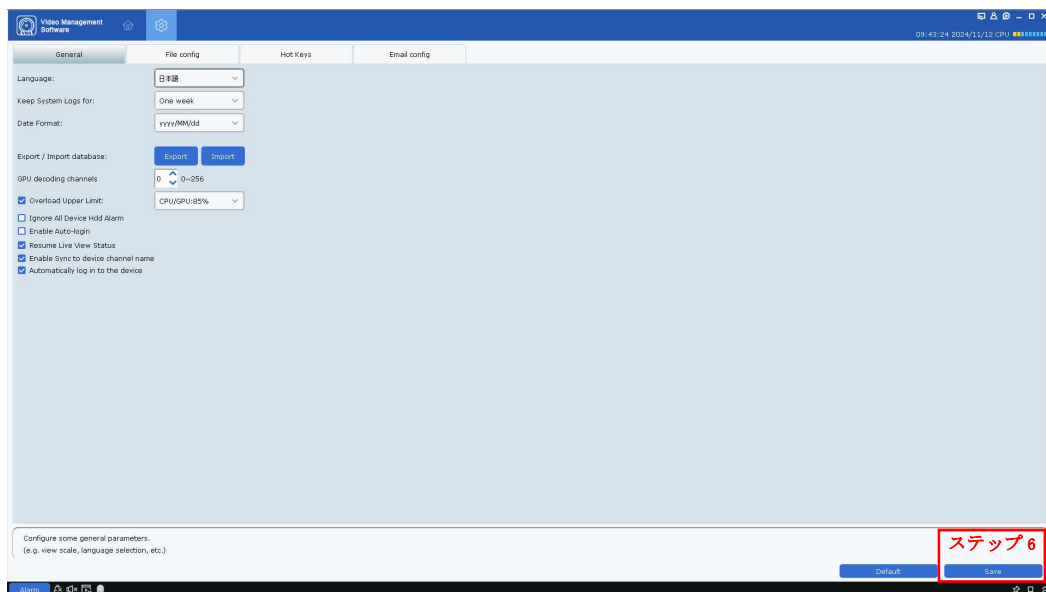 Video Management
Software
09:43:24 2024/11/12 CPU
General
File config
Hot Keys
Email config
Language:
日本語
Keep System Logs for:
One week
Date Format:
yyyy/MM/dd
Export / Import database:
Export
Import
GPU decoding channels
0
0~256
Overload Upper Limit:
CPU/GPU:85%
Ignore All Device Hdd Alarm
Enable Auto-login
Resume Live View Status
Enable Sync to device channel name
Automatically log in to the device
Configure some general parameters.
(e.g. view scale, language selection, etc.)
ステップ 6
Default
Save
Alarm